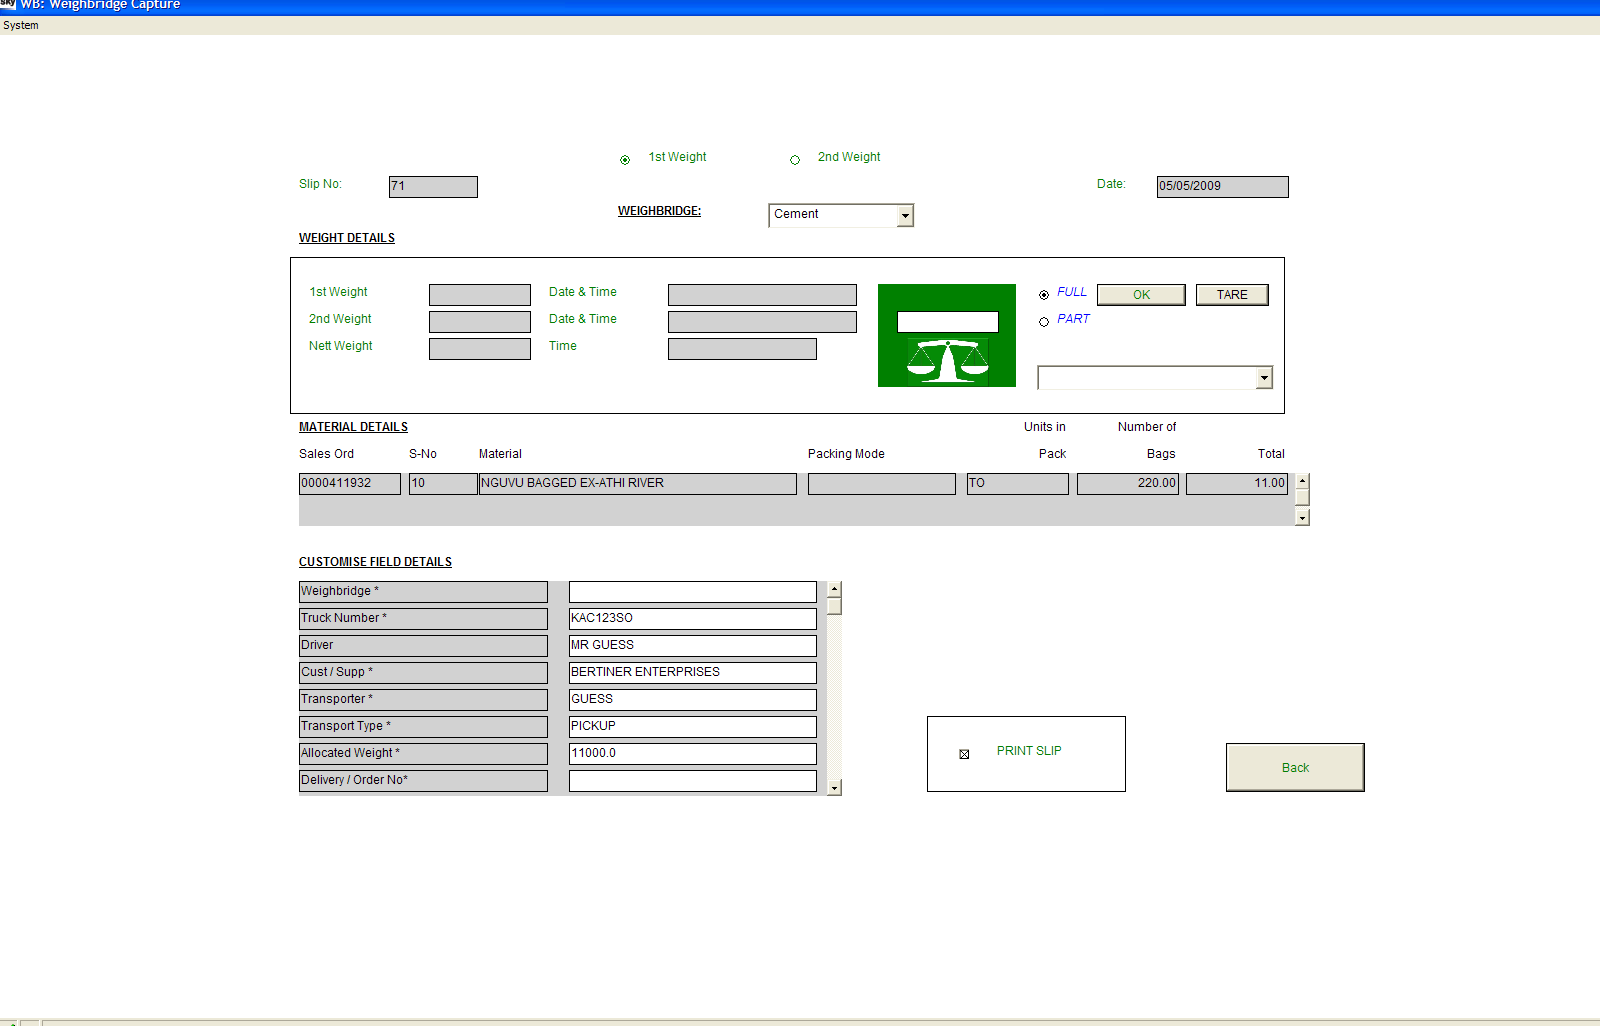 sky WB: Weighbridge Capture
System
1st Weight 2nd Weight
Slip No: 71 Date: 05/05/2009
WEIGHBRIDGE: Cement
WEIGHT DETAILS
1st Weight Date & Time FULL OK TARE
2nd Weight Date & Time PART
Nett Weight Time
MATERIAL DETAILS Units in Number of
Sales Ord S-No Material Packing Mode Pack Bags Total
0000411932 10 NGUVU BAGGED EX-ATHI RIVER TO 220.00 11.00
CUSTOMISE FIELD DETAILS
Weighbridge *
Truck Number * KAC123SO
Driver MR GUESS
Cust / Supp * BERTINER ENTERPRISES
Transporter * GUESS
Transport Type * PICKUP
Allocated Weight * 11000.0
Delivery / Order No*
PRINT SLIP
Back